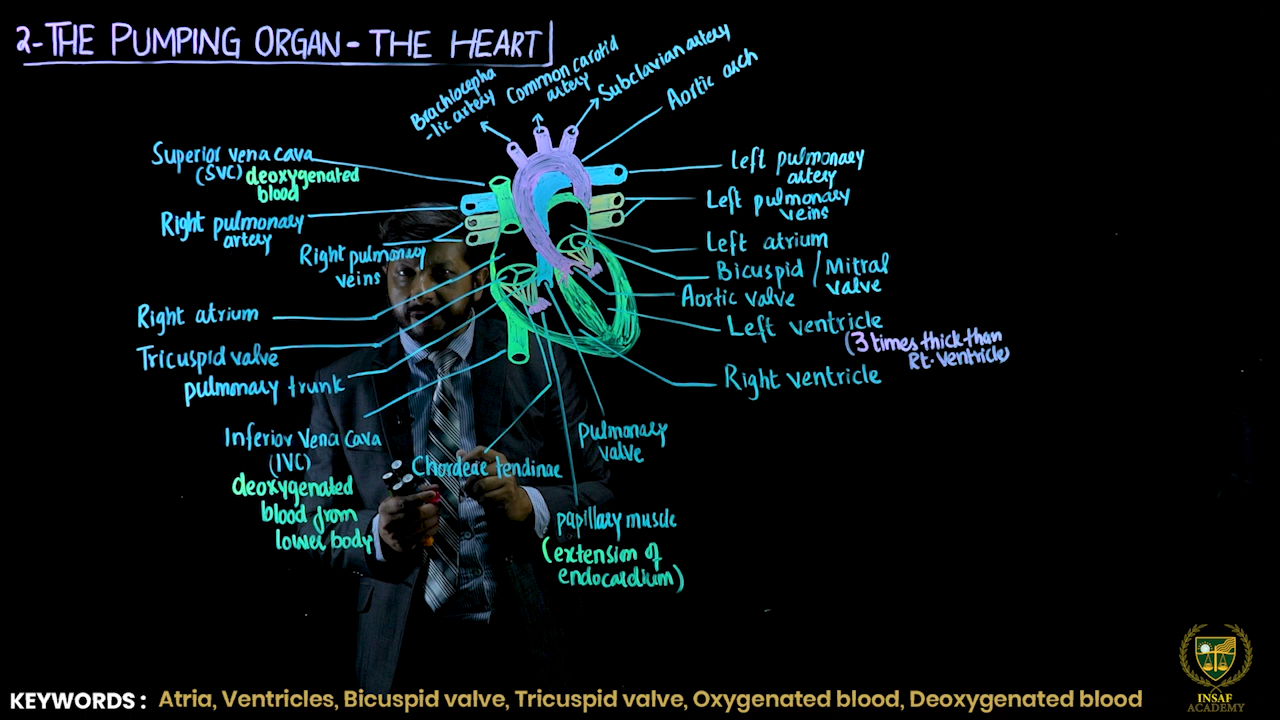 2-THE PUMPING ORGAN - THE HEART
Brachiocepha
-lic artery
Common carotid
artery
Subclavian artery
Aortic arch
Superior vena cava
(SVC) deoxygenated
blood
Right pulmonary
artery
Right pulmonary
veins
Right atrium
Tricuspid valve
pulmonary trunk
Inferior Vena Cava
(IVC)
deoxygenated
blood from
lower body
Left pulmonary
artery
Left pulmonary
veins
Left atrium
Bicuspid / Mitral
valve
Aortic valve
Left ventricle
(3 times thick than
Rt. Ventricle)
Right ventricle
pulmonary
valve
Chordeae tendinae
papillary muscle
(extension of
endocardium)
KEYWORDS : Atria, Ventricles, Bicuspid valve, Tricuspid valve, Oxygenated blood, Deoxygenated blood
INSAF
ACADEMY